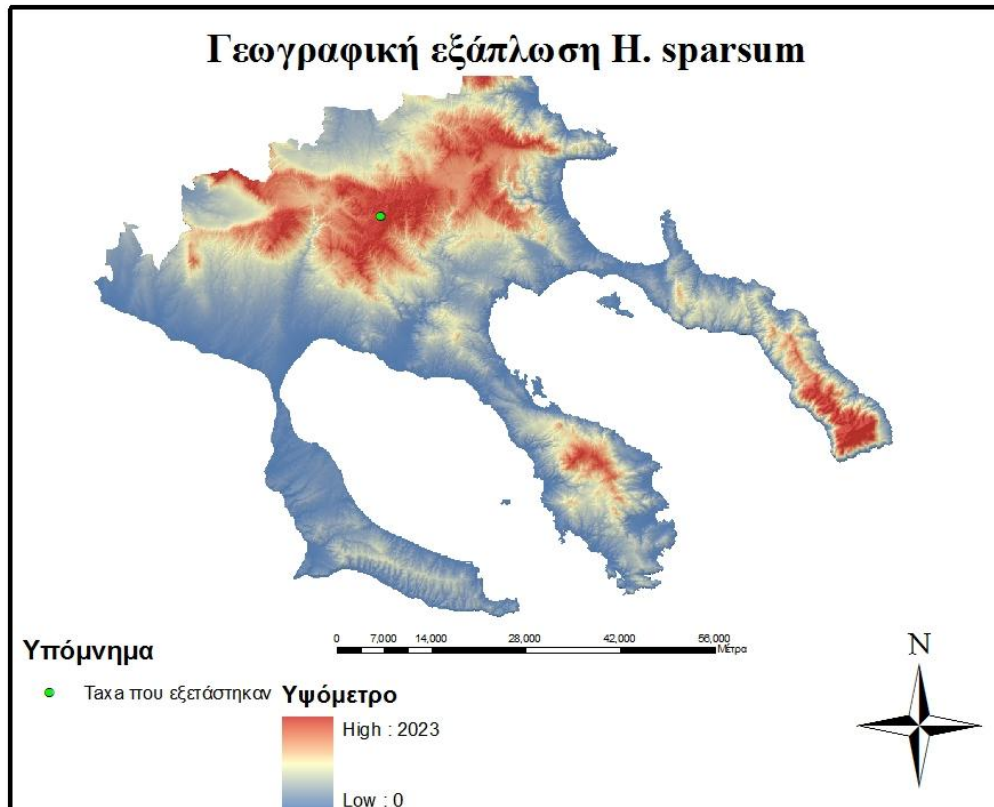 Γεωγραφική εξάπλωση H. sparsum
0 7,000 14,000 28,000 42,000 56,000
Μέτρα
N
Υπόμνημα
Taxa που εξετάστηκαν
Υψόμετρο
High : 2023
Low : 0